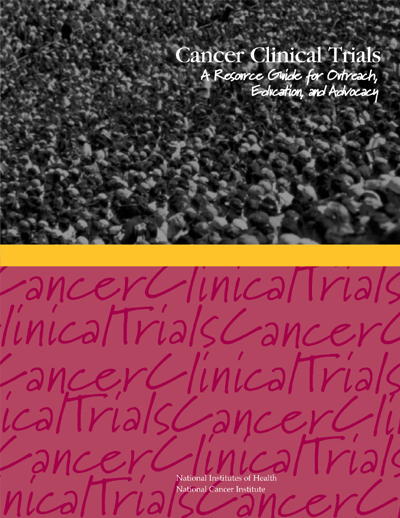 Cancer Clinical Trials
A Resource Guide for Outreach,
Education, and Advocacy
CancerClinicalTrials
linicalTrialsCancerC
CancerClinicalTrials
icalTrialsCancerCli
CancerClinicalTrials
inicalTrialsCancerC
National Institutes of Health
National Cancer Institute